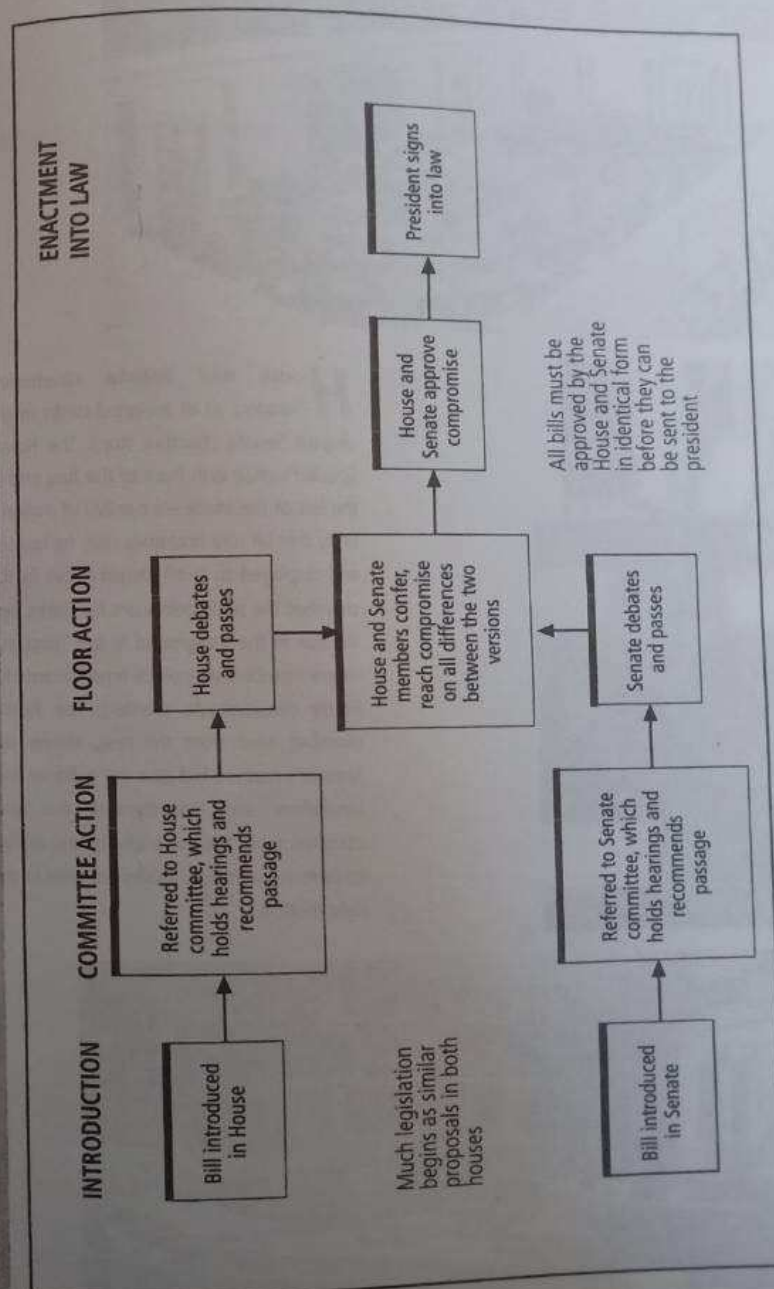 INTRODUCTION
COMMITTEE ACTION
FLOOR ACTION
ENACTMENT
INTO LAW
Bill introduced
in House
Referred to House
committee, which
holds hearings and
recommends
passage
House debates
and passes
Much legislation
begins as similar
proposals in both
houses
House and Senate
members confer,
reach compromise
on all differences
between the two
versions
House and
Senate approve
compromise
President signs
into law
Bill introduced
in Senate
Referred to Senate
committee, which
holds hearings and
recommends
passage
Senate debates
and passes
All bills must be
approved by the
House and Senate
in identical form
before they can
be sent to the
president